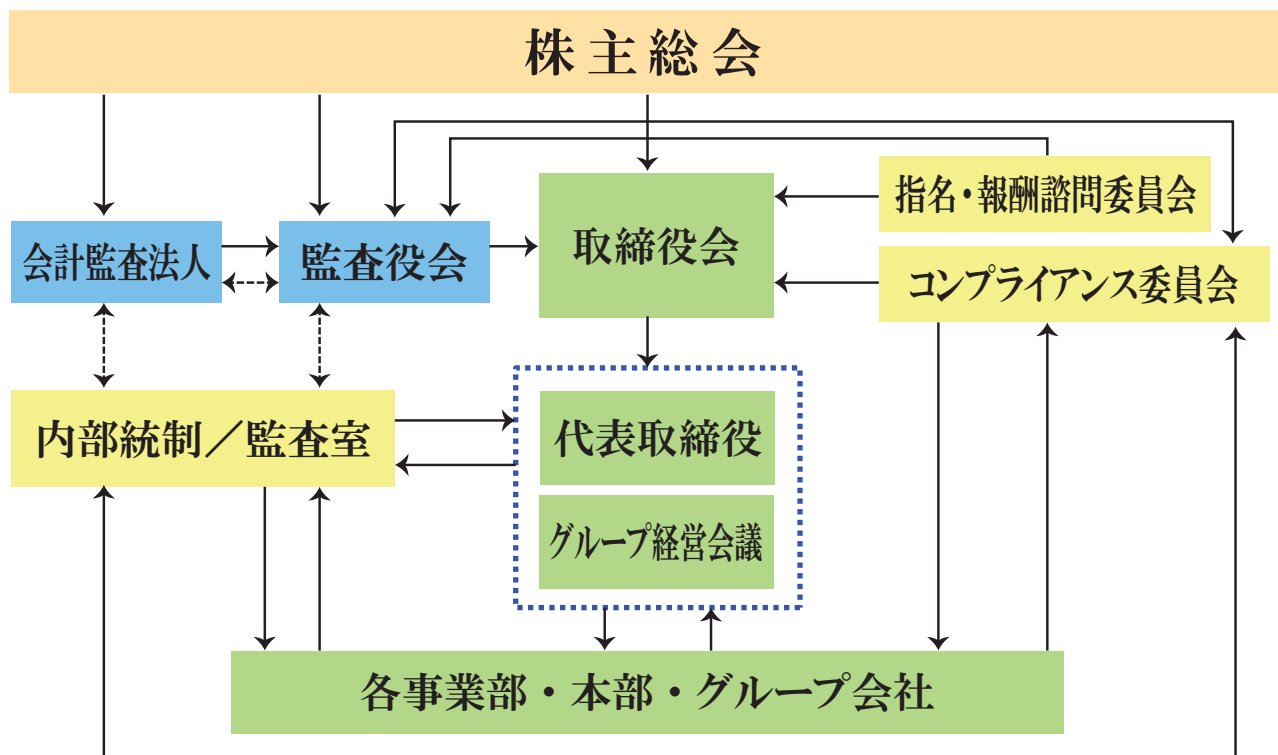 株主総会
指名・報酬諮問委員会
会計監査法人
監査役会
取締役会
コンプライアンス委員会
内部統制／監査室
代表取締役
グループ経営会議
各事業部・本部・グループ会社